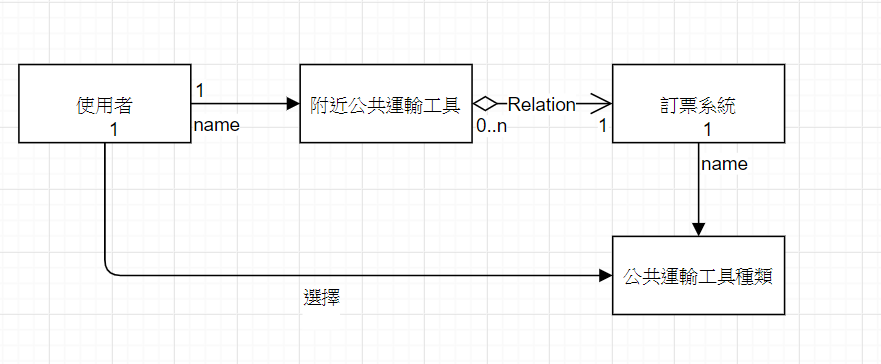 使用者
1
1
name
附近公共運輸工具
Relation
0..n
1
訂票系統
1
name
公共運輸工具種類
選擇